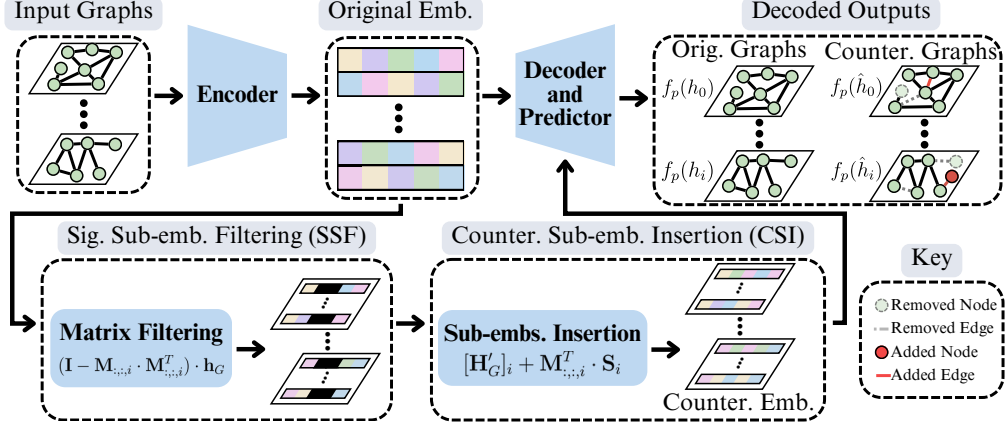 Input Graphs
Original Emb.
Decoded Outputs
Encoder
Decoder
and
Predictor
Orig. Graphs
Counter. Graphs
f_p(h_0)
f_p(ĥ_0)
f_p(h_i)
f_p(ĥ_i)
Sig. Sub-emb. Filtering (SSF)
Counter. Sub-emb. Insertion (CSI)
Matrix Filtering
(I − M_{:,:,i} · M^T_{:,:,i}) · h_G
Sub-embs. Insertion
[H'_G]_i + M^T_{:,:,i} · S_i
Counter. Emb.
Key
Removed Node
Removed Edge
Added Node
Added Edge